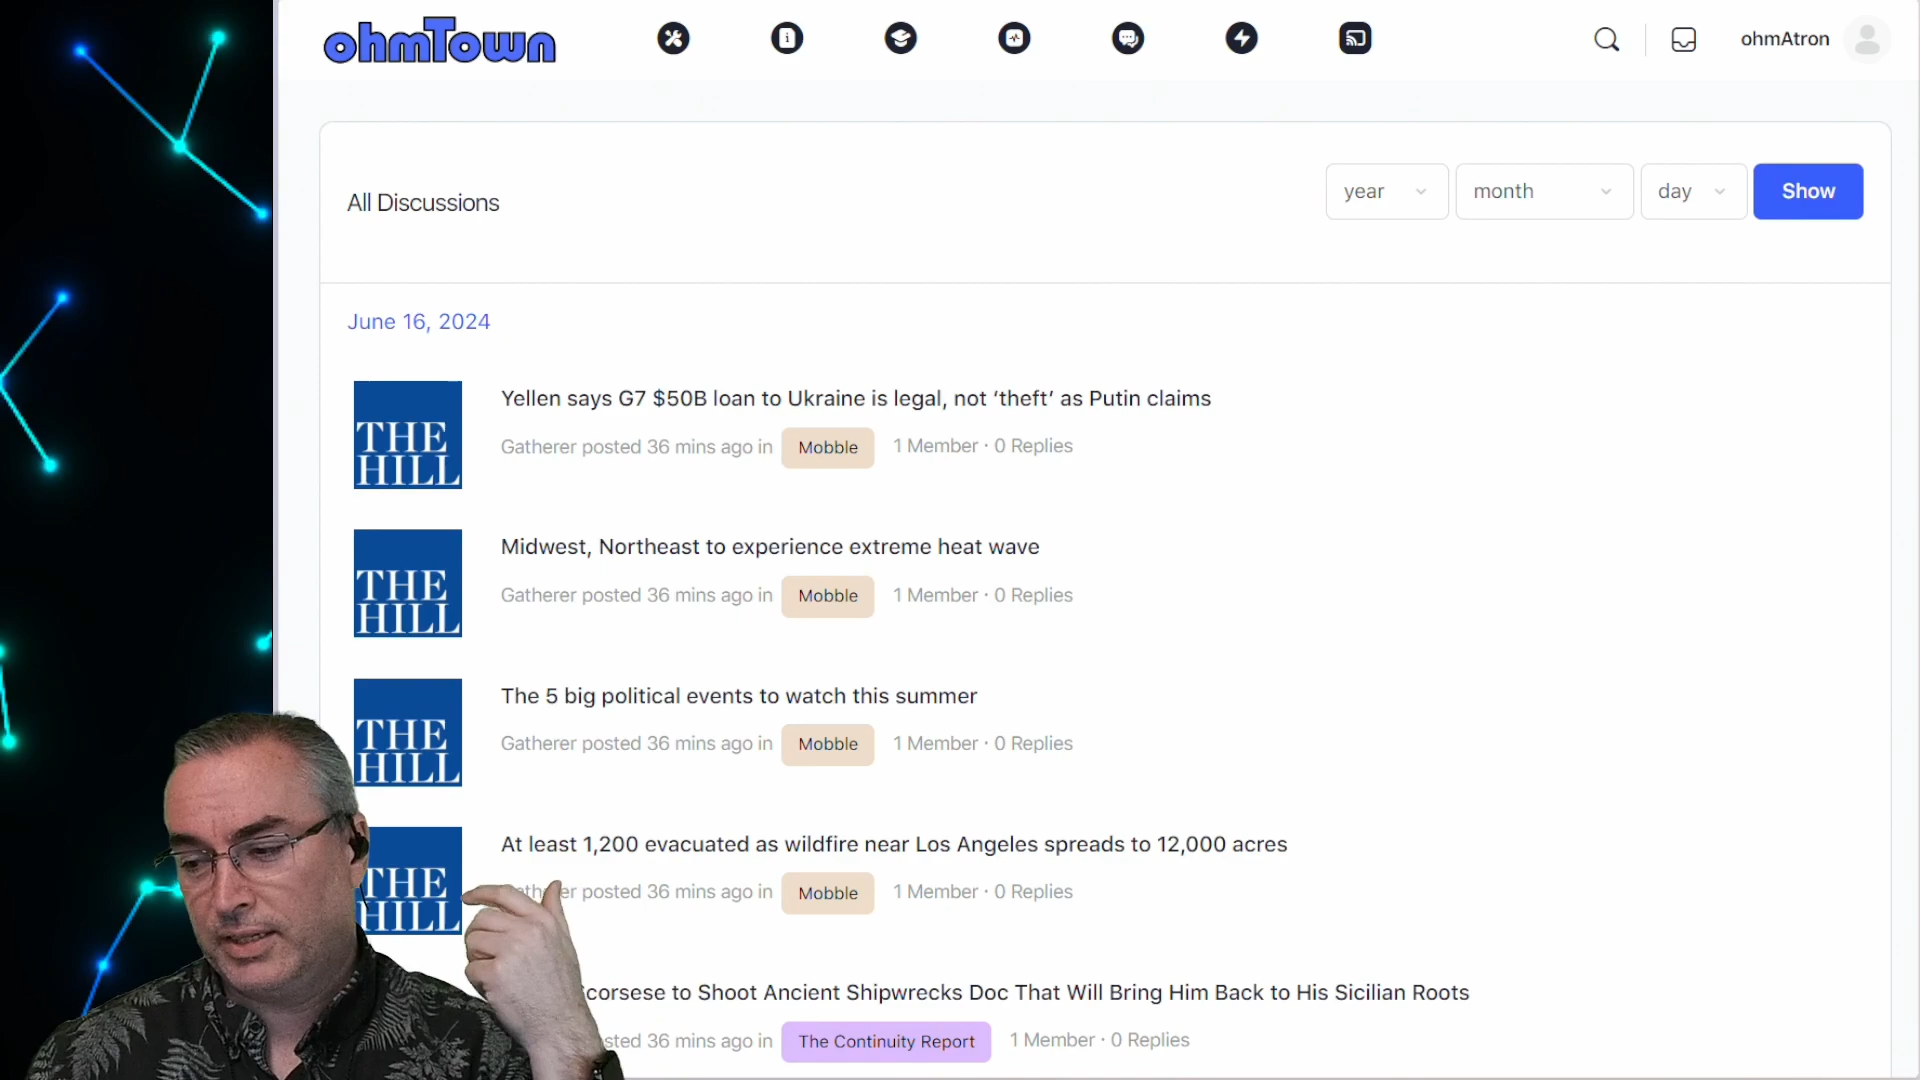 ohmTown
ohmAtron
All Discussions
year
month
day
Show
June 16, 2024
THE HILL
Yellen says G7 $50B loan to Ukraine is legal, not ‘theft’ as Putin claims
Gatherer posted 36 mins ago in Mobble 1 Member · 0 Replies
THE HILL
Midwest, Northeast to experience extreme heat wave
Gatherer posted 36 mins ago in Mobble 1 Member · 0 Replies
THE HILL
The 5 big political events to watch this summer
Gatherer posted 36 mins ago in Mobble 1 Member · 0 Replies
THE HILL
At least 1,200 evacuated as wildfire near Los Angeles spreads to 12,000 acres
posted 36 mins ago in Mobble 1 Member · 0 Replies
to Shoot Ancient Shipwrecks Doc That Will Bring Him Back to His Sicilian Roots
36 mins ago in The Continuity Report 1 Member · 0 Replies